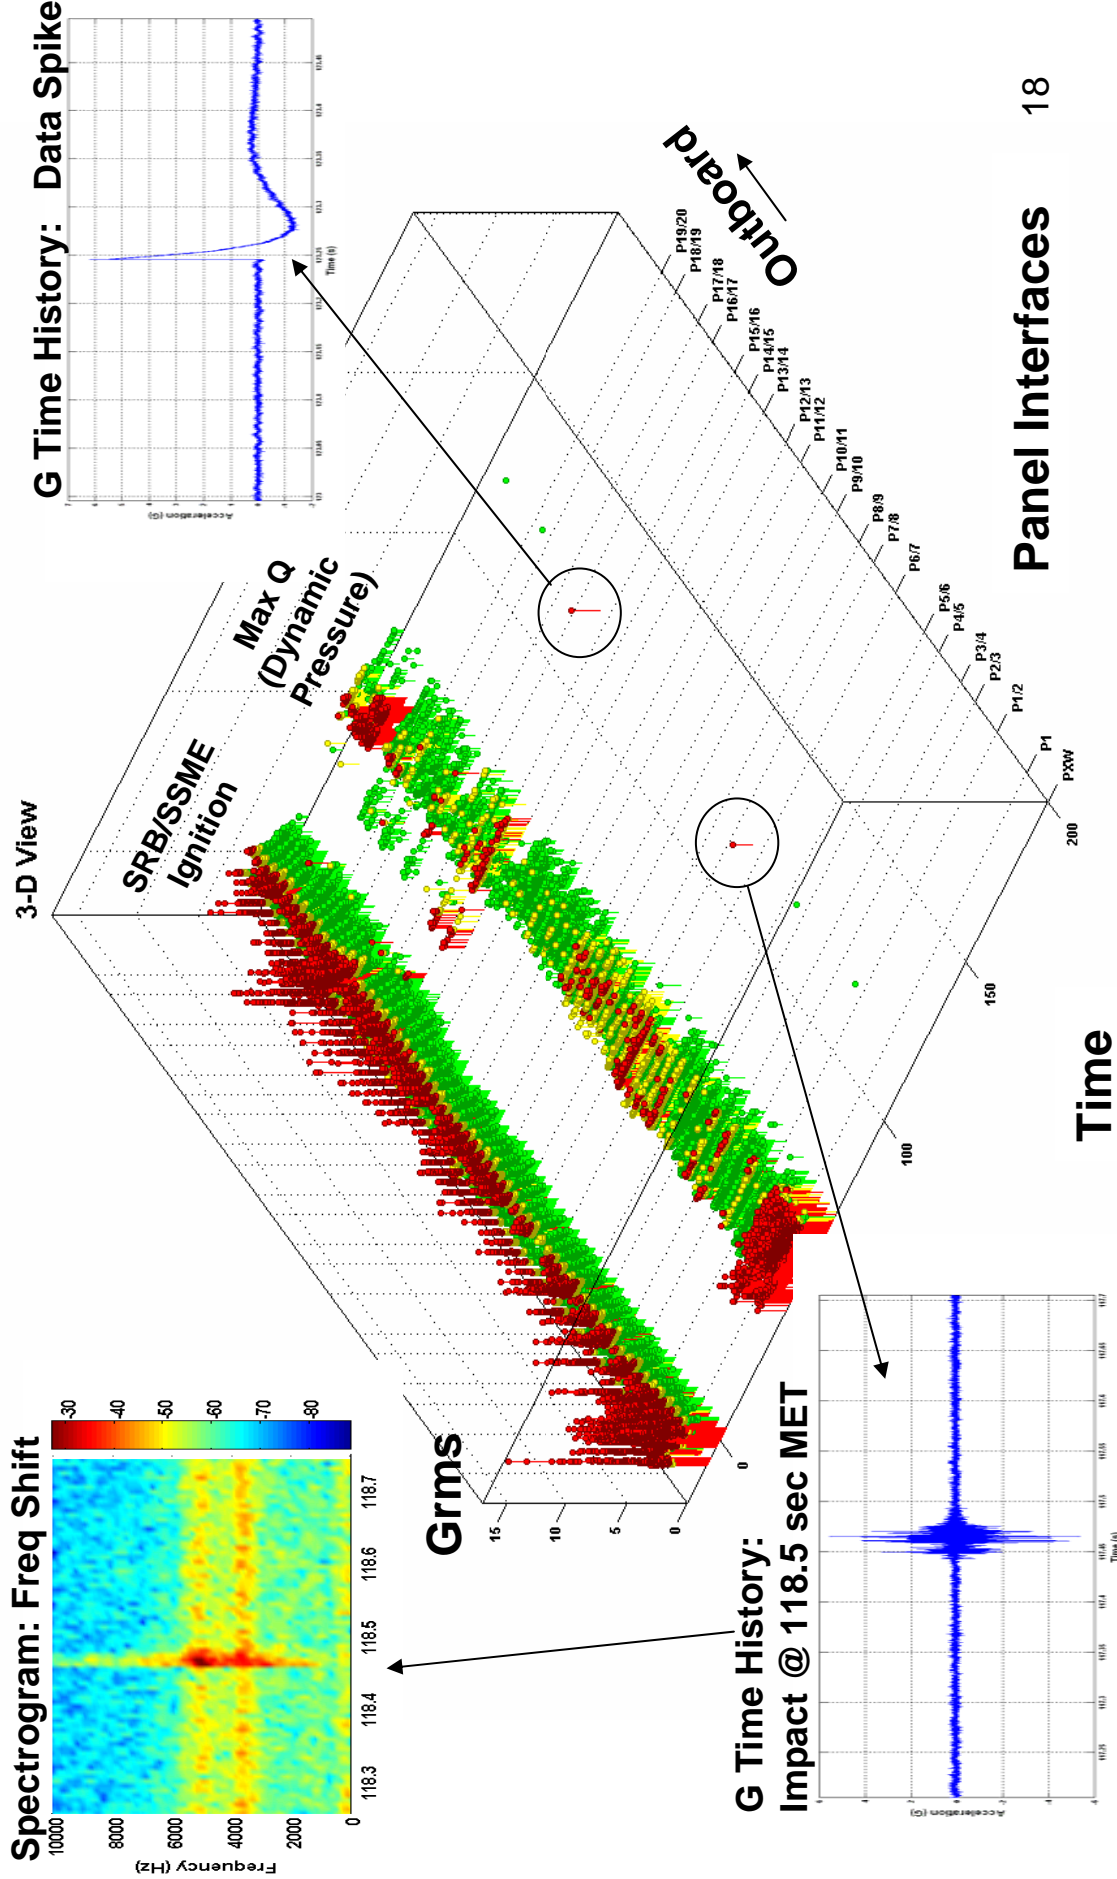 3-D View
Spectrogram: Freq Shift
Frequency (Hz)
10000
8000
6000
4000
2000
0
118.3
118.4
118.5
118.6
118.7
-30
-40
-50
-60
-70
-80
SRB/SSME
Ignition
Max Q
(Dynamic
Pressure)
G Time History: Data Spike
Acceleration (G)
Time (s)
Grms
15
10
5
0
0
100
150
200
Time
PXW
P1
P1/2
P2/3
P3/4
P4/5
P5/6
P6/7
P7/8
P8/9
P9/10
P10/11
P11/12
P12/13
P13/14
P14/15
P15/16
P16/17
P17/18
P18/19
P19/20
Outboard
Panel Interfaces
G Time History:
Impact @ 118.5 sec MET
Acceleration (G)
Time (s)
18